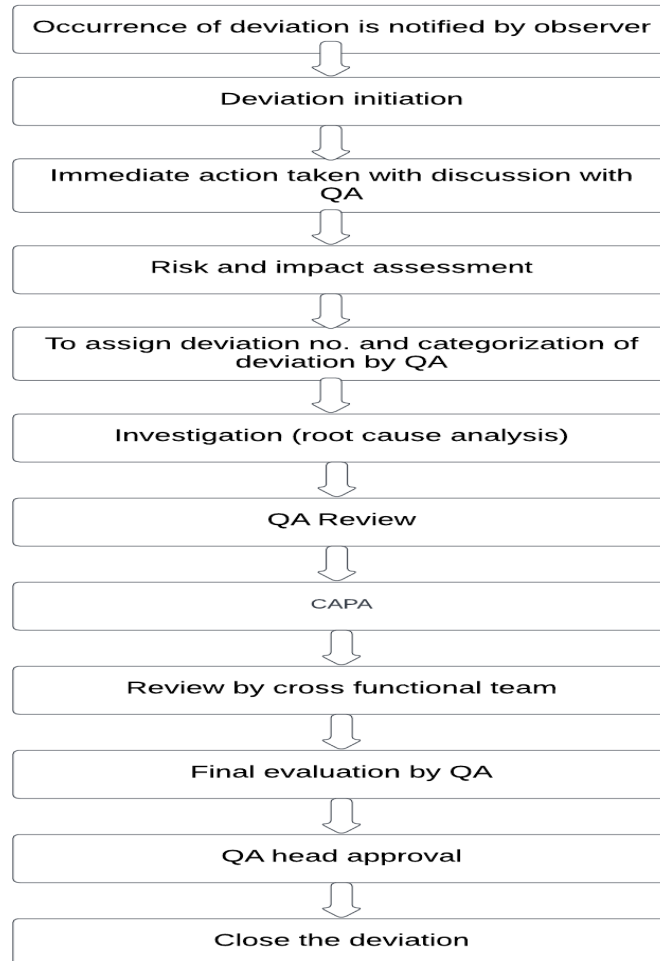 Occurrence of deviation is notified by observer
Deviation initiation
Immediate action taken with discussion with
QA
Risk and impact assessment
To assign deviation no. and categorization of
deviation by QA
Investigation (root cause analysis)
QA Review
CAPA
Review by cross functional team
Final evaluation by QA
QA head approval
Close the deviation